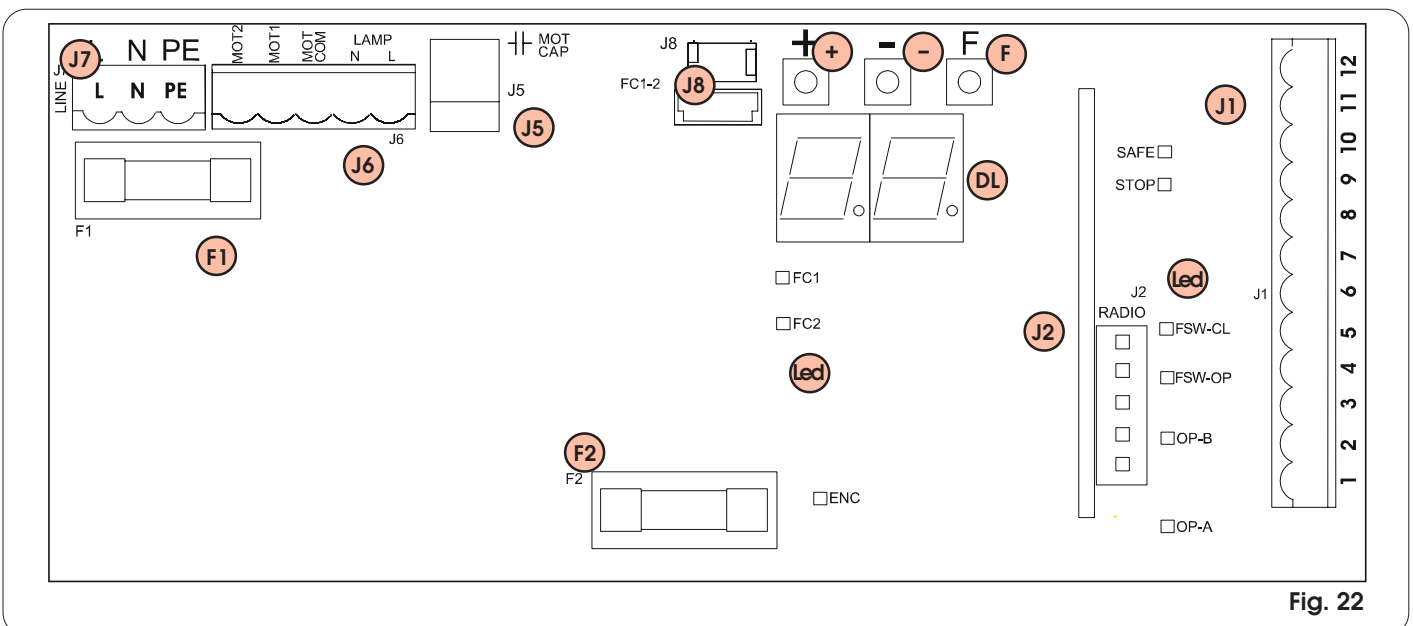 J7 L N PE
LINE
L N PE
MOT2
MOT1
MOT COM
LAMP
N L
J6
J6
MOT
CAP
J5
J5
J8
FC1-2
J8
+ +
- -
F F
DL
F1
F1
FC1
FC2
Led
F2
F2
ENC
SAFE
STOP
J1
J1
Led
J2
RADIO
J2
FSW-CL
FSW-OP
OP-B
OP-A
12
11
10
9
8
7
6
5
4
3
2
1
Fig. 22